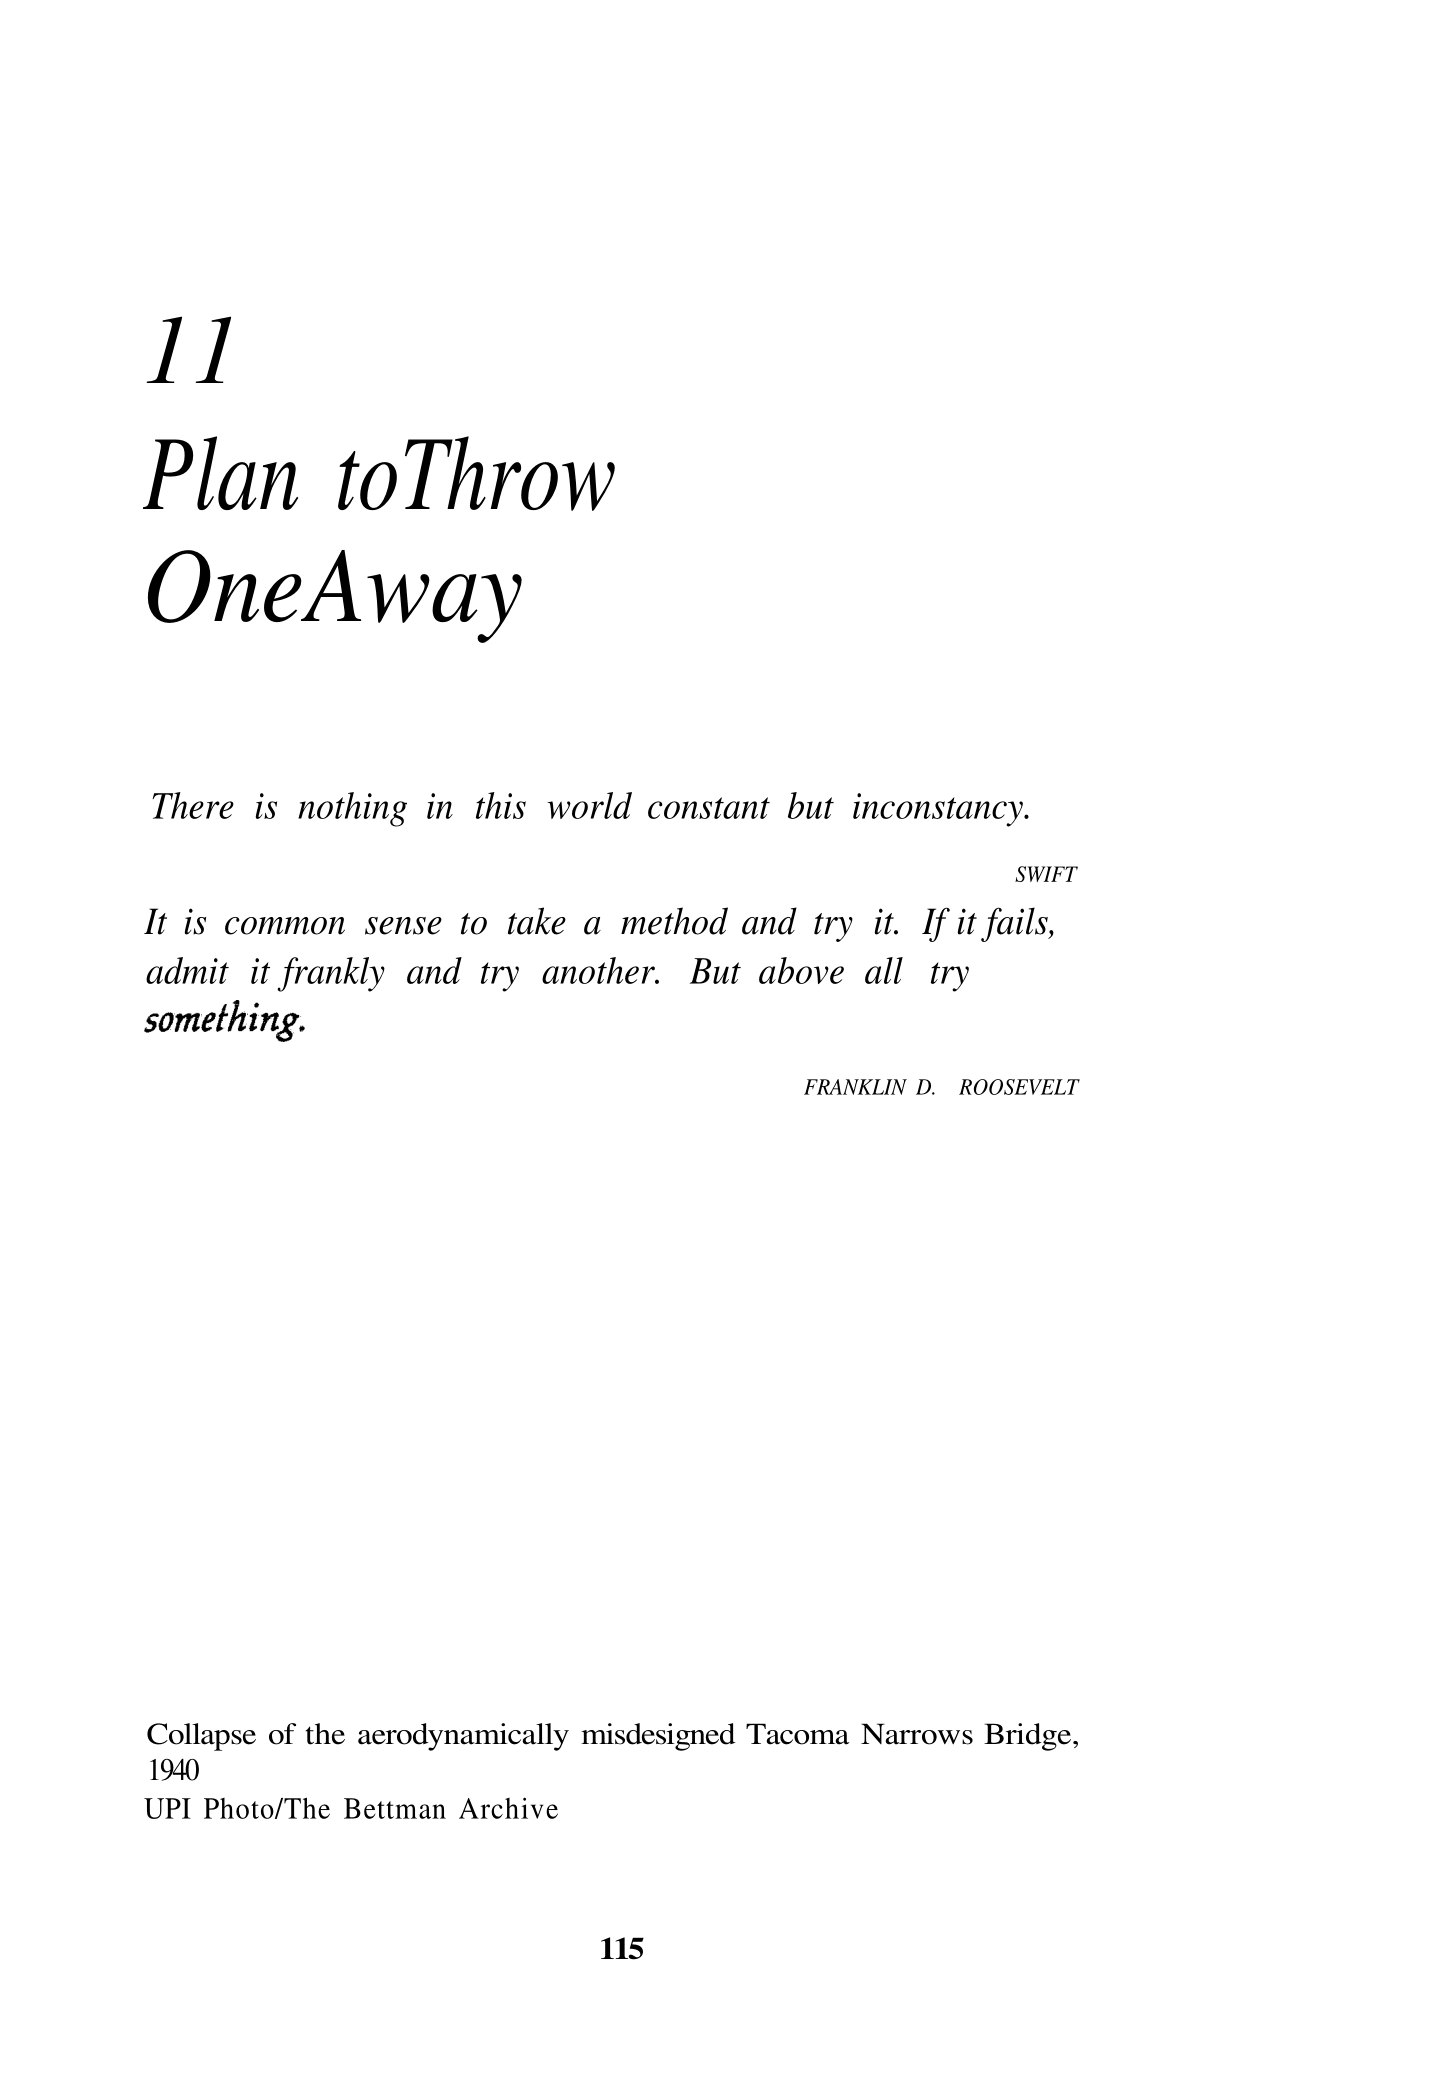 11
Plan toThrow
OneAway
There is nothing in this world constant but inconstancy.
SWIFT
It is common sense to take a method and try it. If it fails,
admit it frankly and try another. But above all try
something.
FRANKLIN D. ROOSEVELT
Collapse of the aerodynamically misdesigned Tacoma Narrows Bridge,
1940
UPI Photo/The Bettman Archive
115